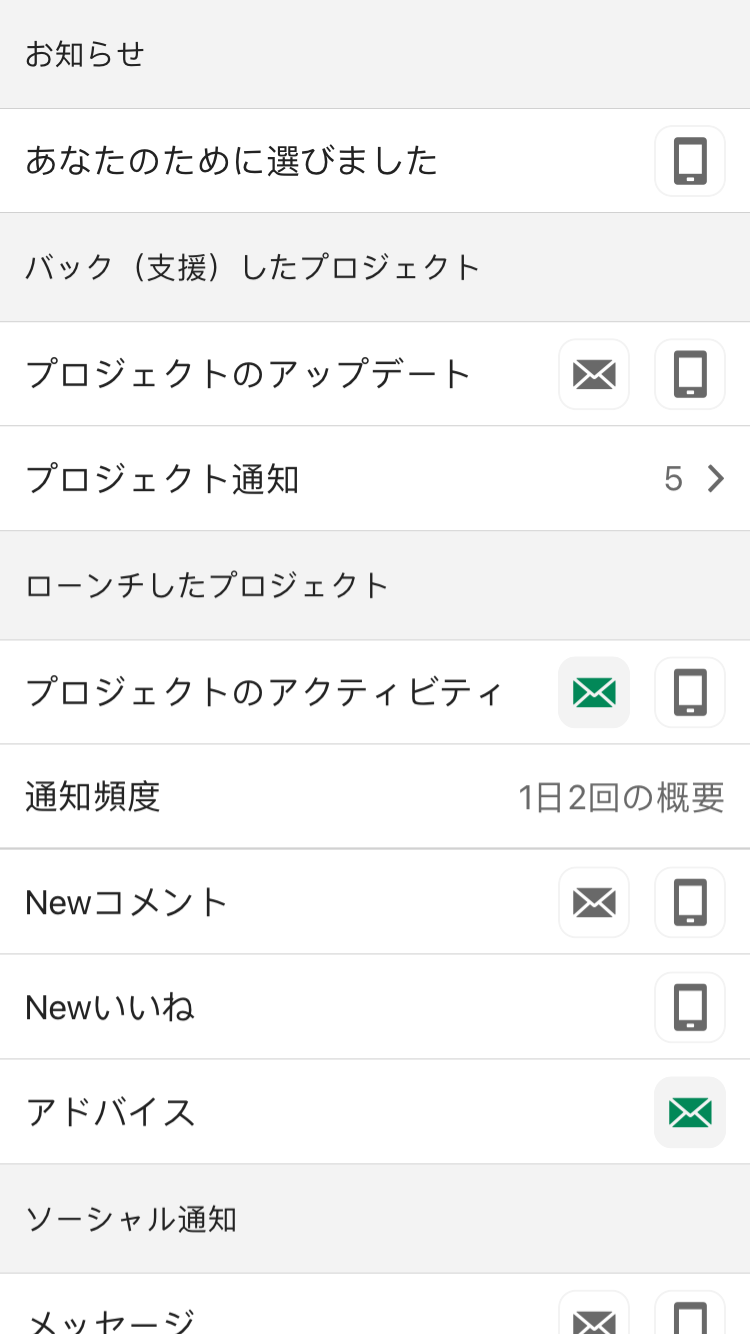 お知らせ
あなたのために選びました
バック（支援）したプロジェクト
プロジェクトのアップデート
プロジェクト通知 5
ローンチしたプロジェクト
プロジェクトのアクティビティ
通知頻度 1日2回の概要
Newコメント
Newいいね
アドバイス
ソーシャル通知
メッセージ